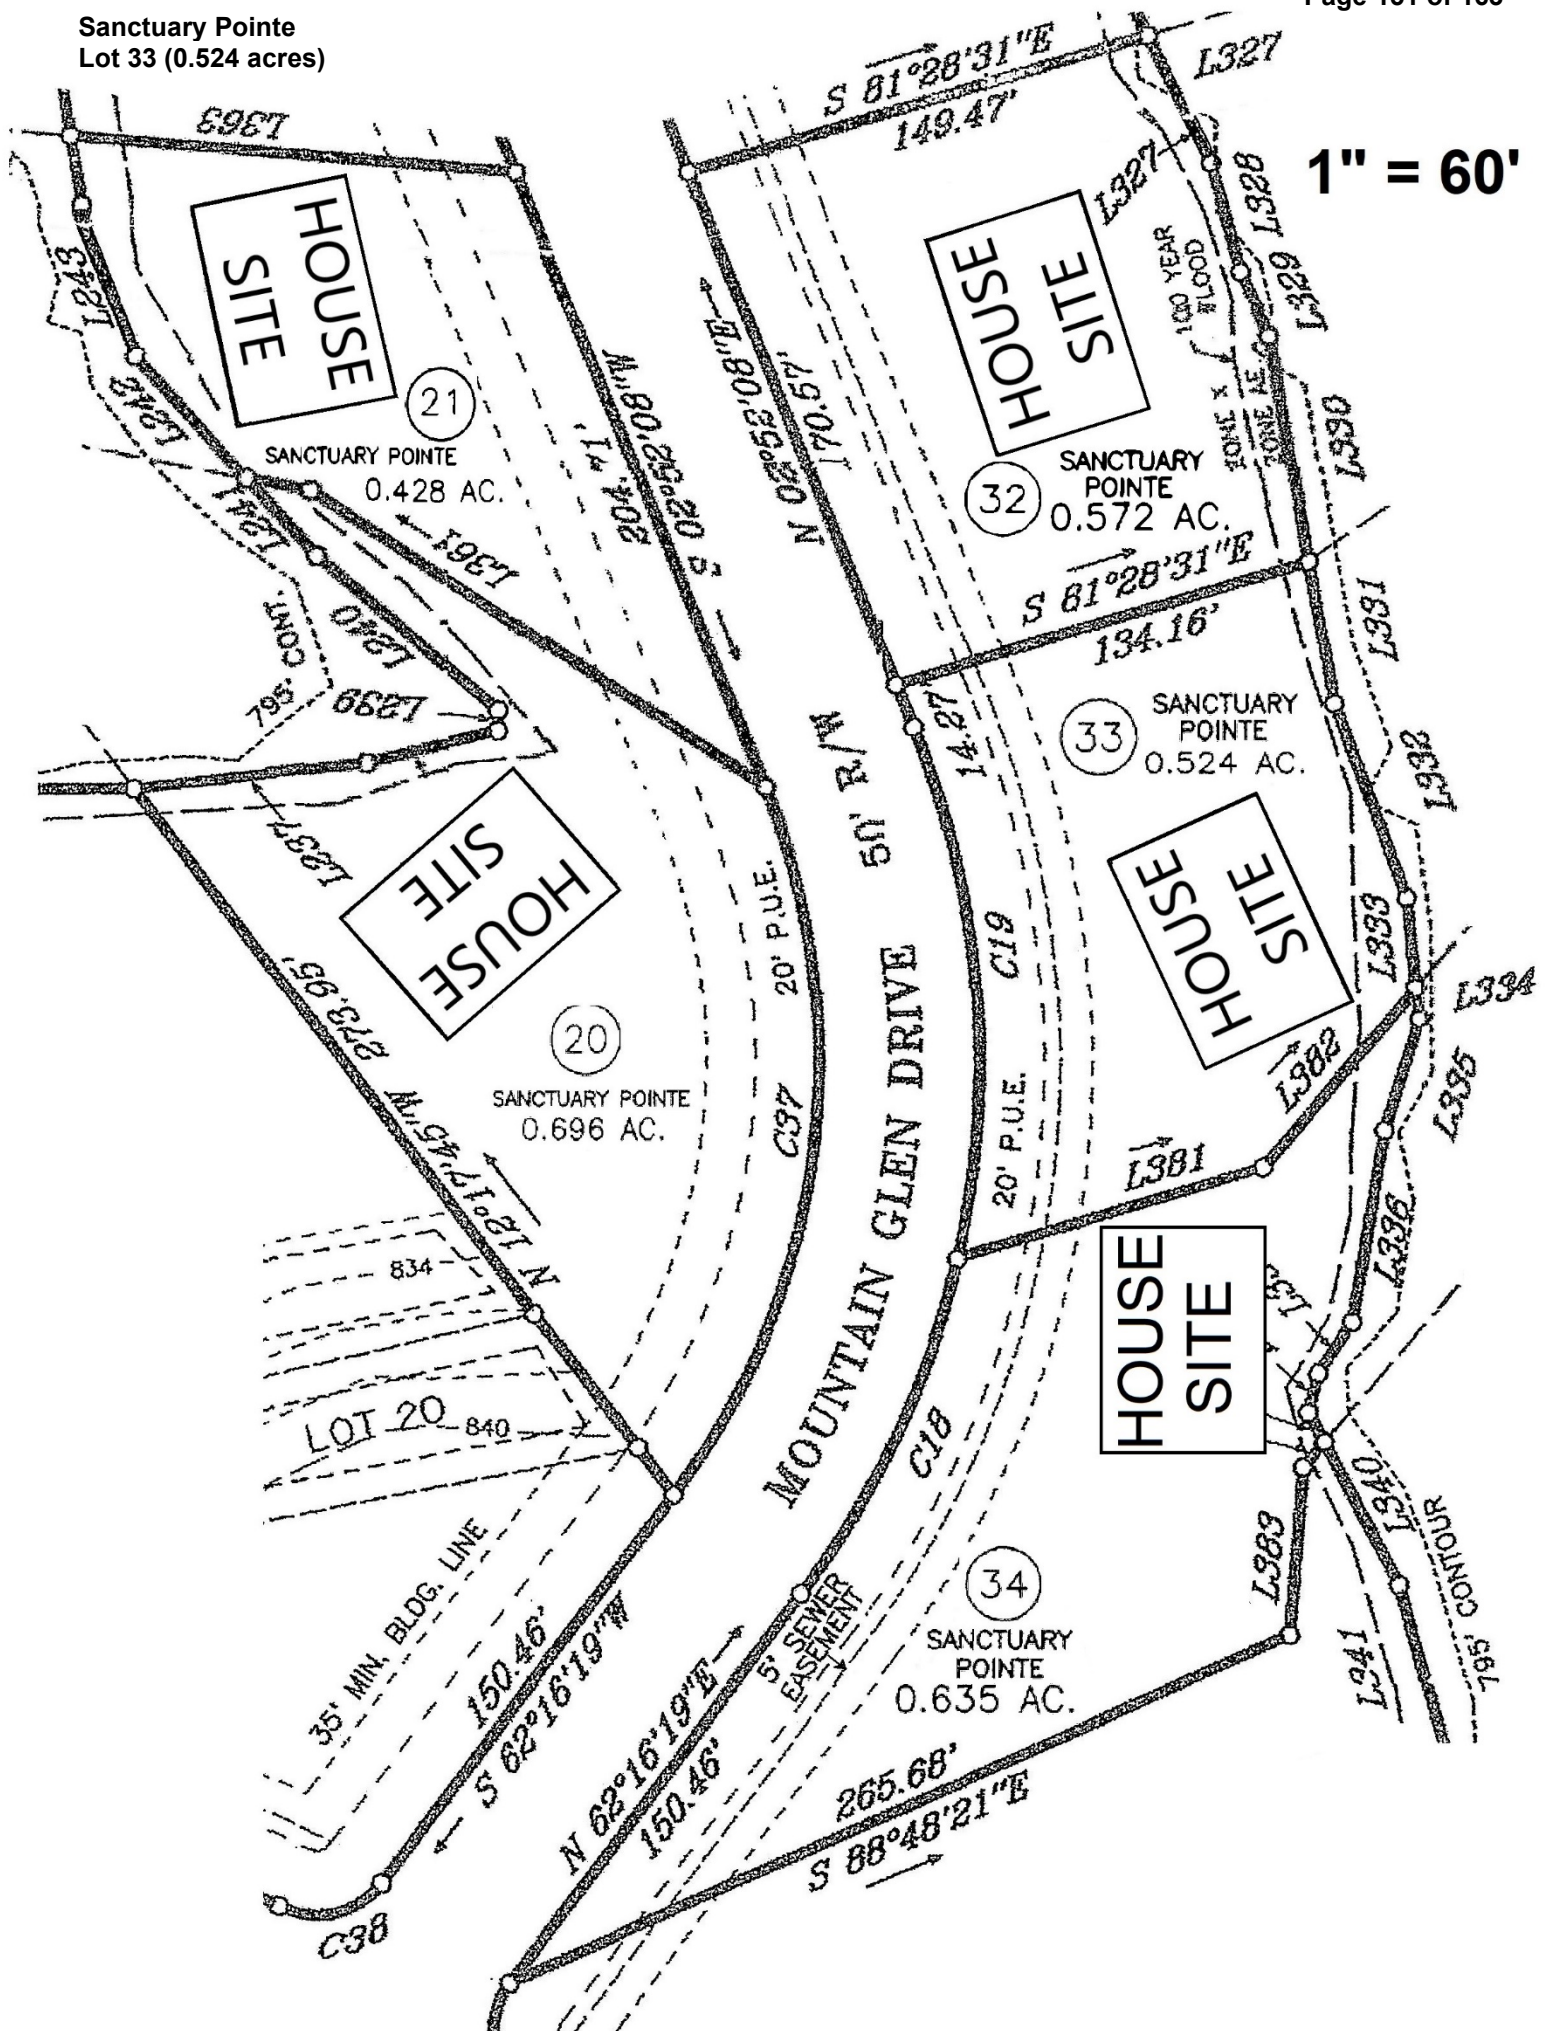 Sanctuary Pointe
Lot 33 (0.524 acres)
1" = 60'
S 81°28'31"E
149.47'
L327
L327
L328
L329
L330
L331
L332
L333
L334
L335
L336
L340
L341
L363
L243
L242
L241
L240
L239
L237
L361
HOUSE
SITE
21
SANCTUARY POINTE
0.428 AC.
204.71'
S 02°52'08"W
N 02°52'08"E
170.57'
HOUSE
SITE
100 YEAR
FLOOD
ZONE X
ZONE AE
32
SANCTUARY
POINTE
0.572 AC.
S 81°28'31"E
134.16'
795' CONT.
14.27
50' R/W
33
SANCTUARY
POINTE
0.524 AC.
HOUSE
SITE
HOUSE
SITE
20' P.U.E.
C19
273.95'
N 12°17'45"W
20
SANCTUARY POINTE
0.696 AC.
C37
MOUNTAIN GLEN DRIVE
20' P.U.E.
L382
L381
HOUSE
SITE
834
LOT 20
840
C18
35' MIN. BLDG. LINE
150.46'
S 62°16'19"W
5' SEWER
EASEMENT
34
SANCTUARY
POINTE
0.635 AC.
L383
795' CONTOUR
N 62°16'19"E
150.46'
265.68'
S 88°48'21"E
C38